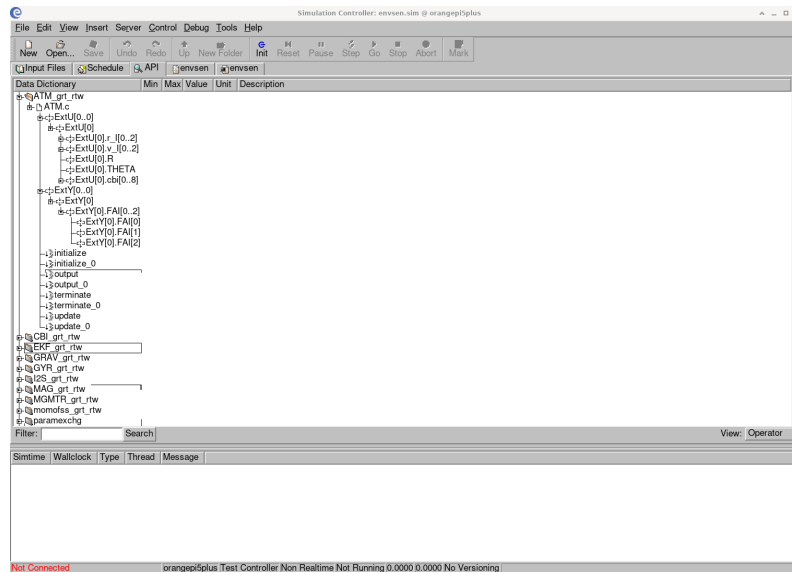 Simulation Controller: envsen.sim @ orangepi5plus
File Edit View Insert Server Control Debug Tools Help
New Open... Save Undo Redo Up New Folder Init Reset Pause Step Go Stop Abort Mark
Input Files Schedule API envsen envsen
Data Dictionary Min Max Value Unit Description
ATM_grt_rtw
ATM.c
ExtU[0..0]
ExtU[0]
ExtU[0].r_I[0..2]
ExtU[0].v_I[0..2]
ExtU[0].R
ExtU[0].THETA
ExtU[0].cbi[0..8]
ExtY[0..0]
ExtY[0]
ExtY[0].FAI[0..2]
ExtY[0].FAI[0]
ExtY[0].FAI[1]
ExtY[0].FAI[2]
initialize
initialize_0
output
output_0
terminate
terminate_0
update
update_0
CBI_grt_rtw
EKF_grt_rtw
GRAV_grt_rtw
GYR_grt_rtw
I2S_grt_rtw
MAG_grt_rtw
MGMTR_grt_rtw
momofss_grt_rtw
paramexchg
Filter: Search View: Operator
Simtime Wallclock Type Thread Message
Not Connected orangepi5plus Test Controller Non Realtime Not Running 0.0000 0.0000 No Versioning